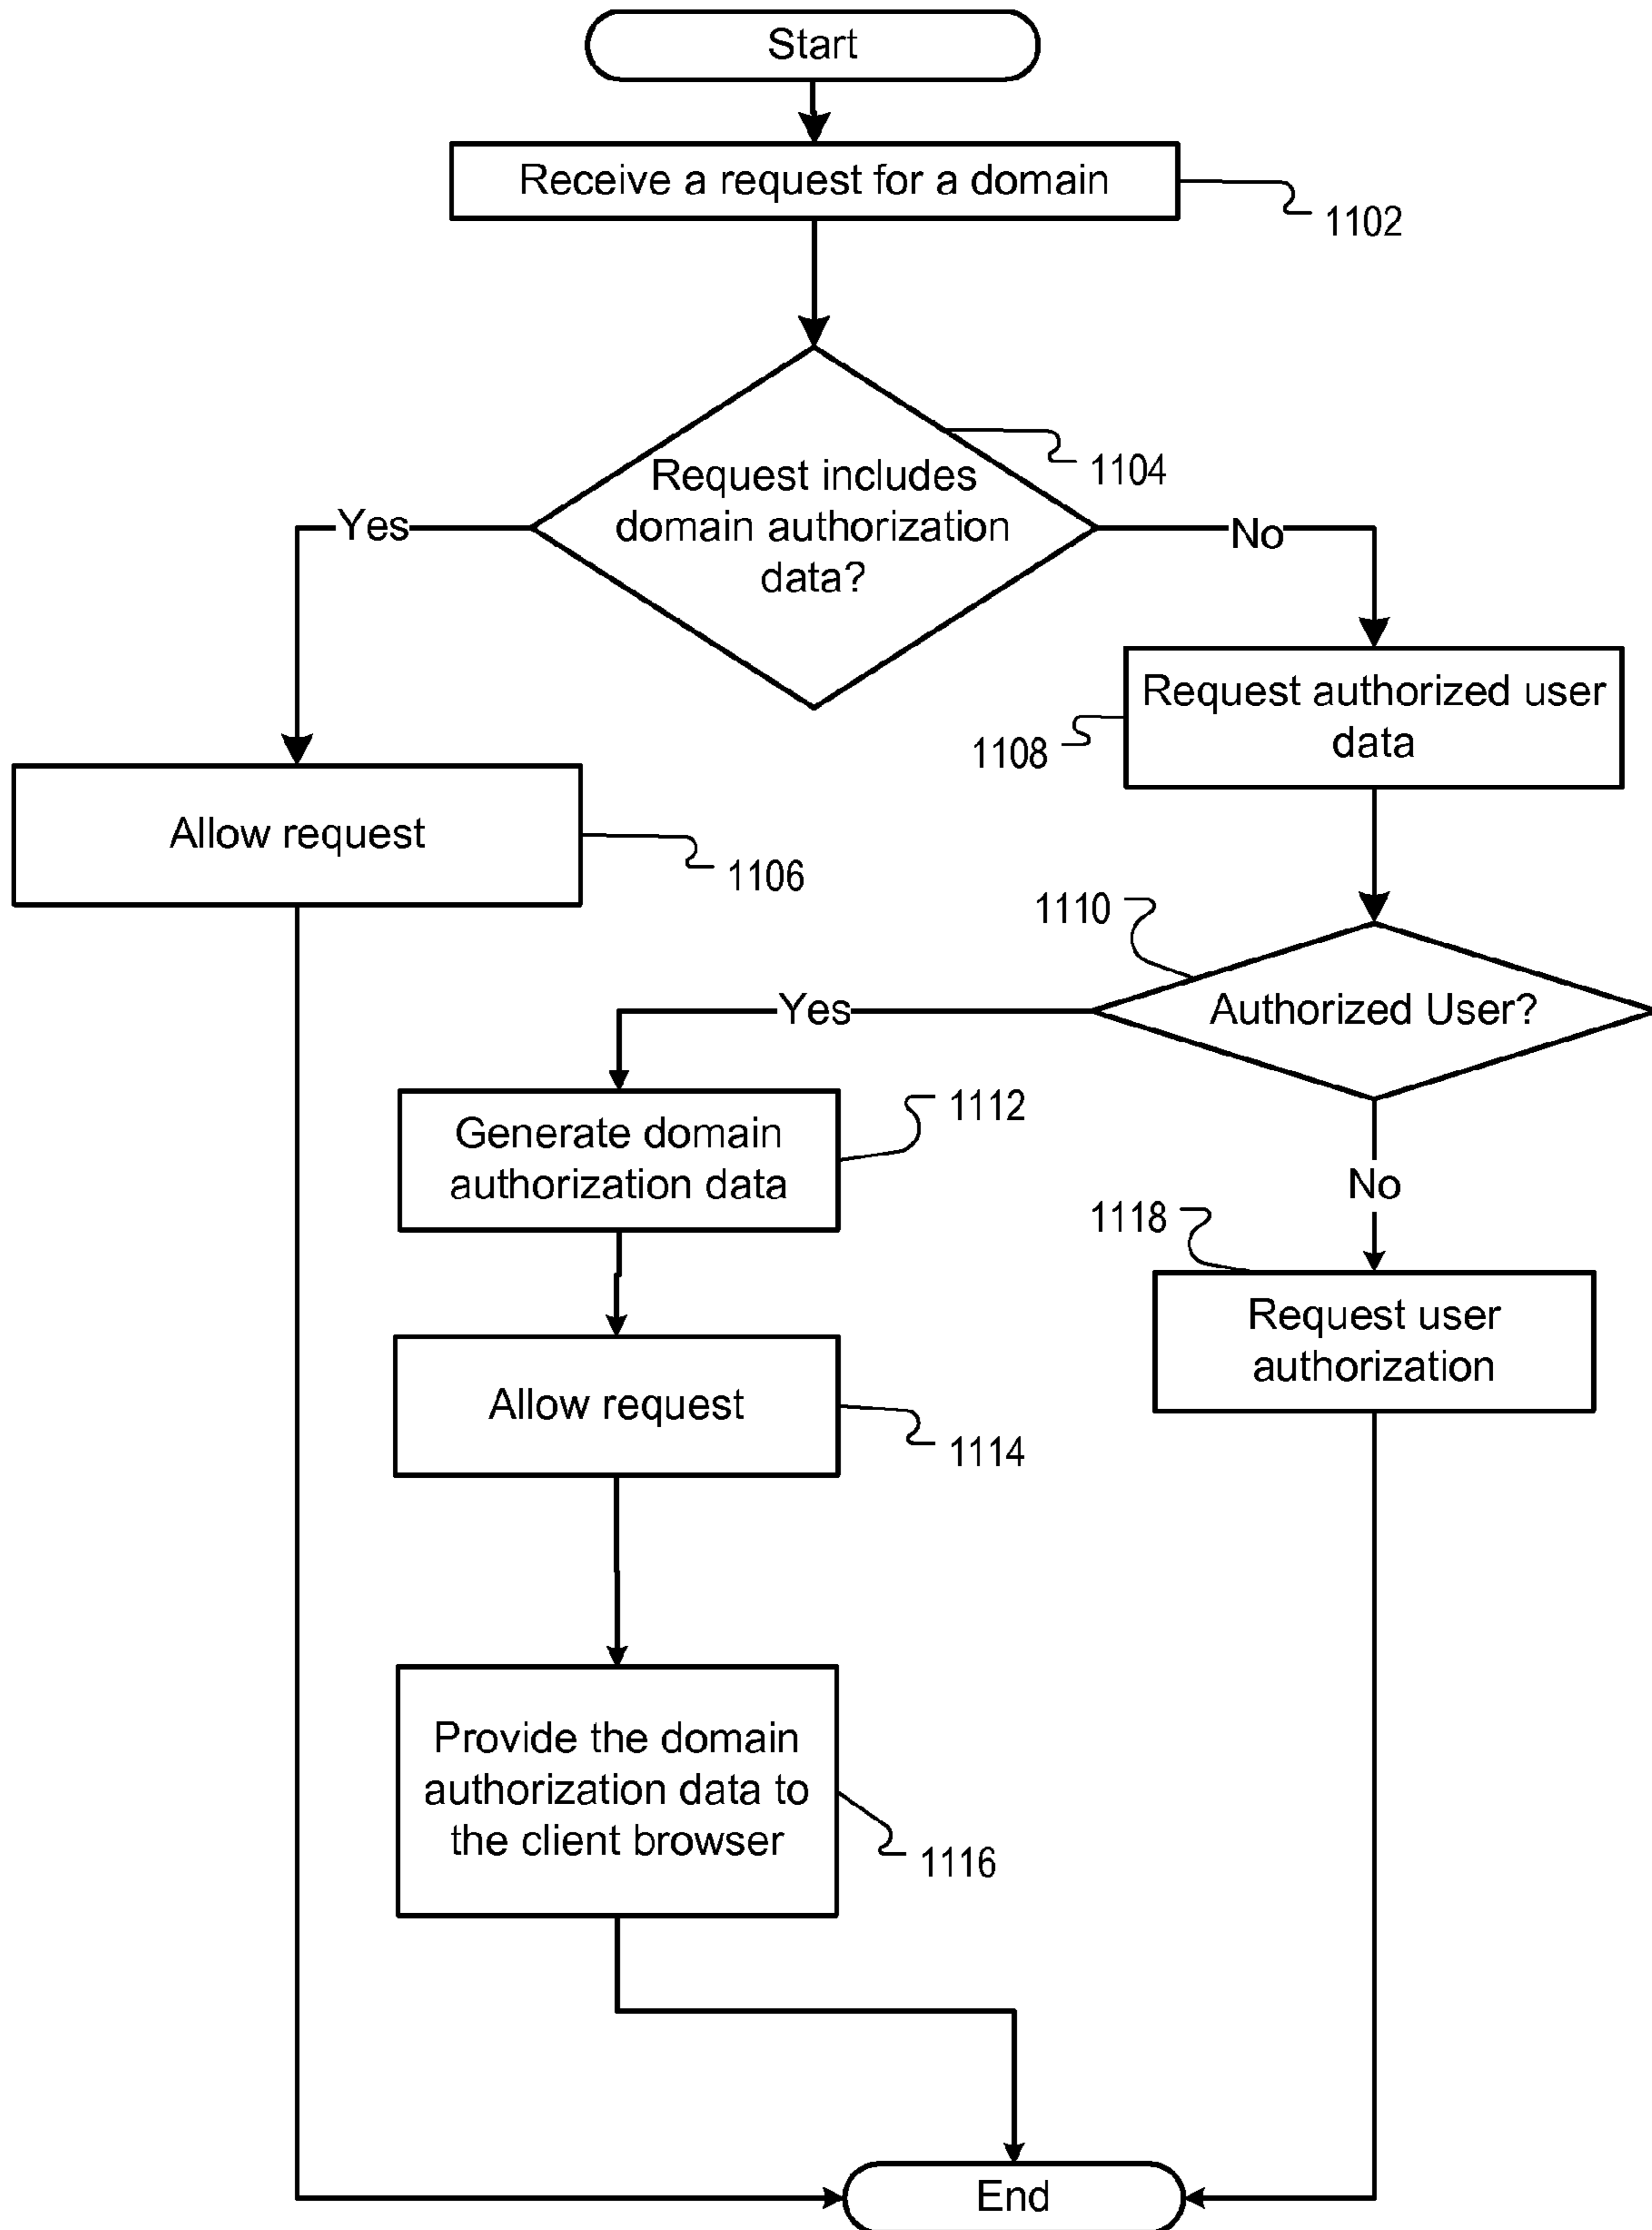 Start
Receive a request for a domain
1102
Request includes
domain authorization
data?
1104
Yes
No
Request authorized user
data
1108
Allow request
1106
1110
Authorized User?
Yes
Generate domain
authorization data
1112
No
1118
Request user
authorization
Allow request
1114
Provide the domain
authorization data to
the client browser
1116
End